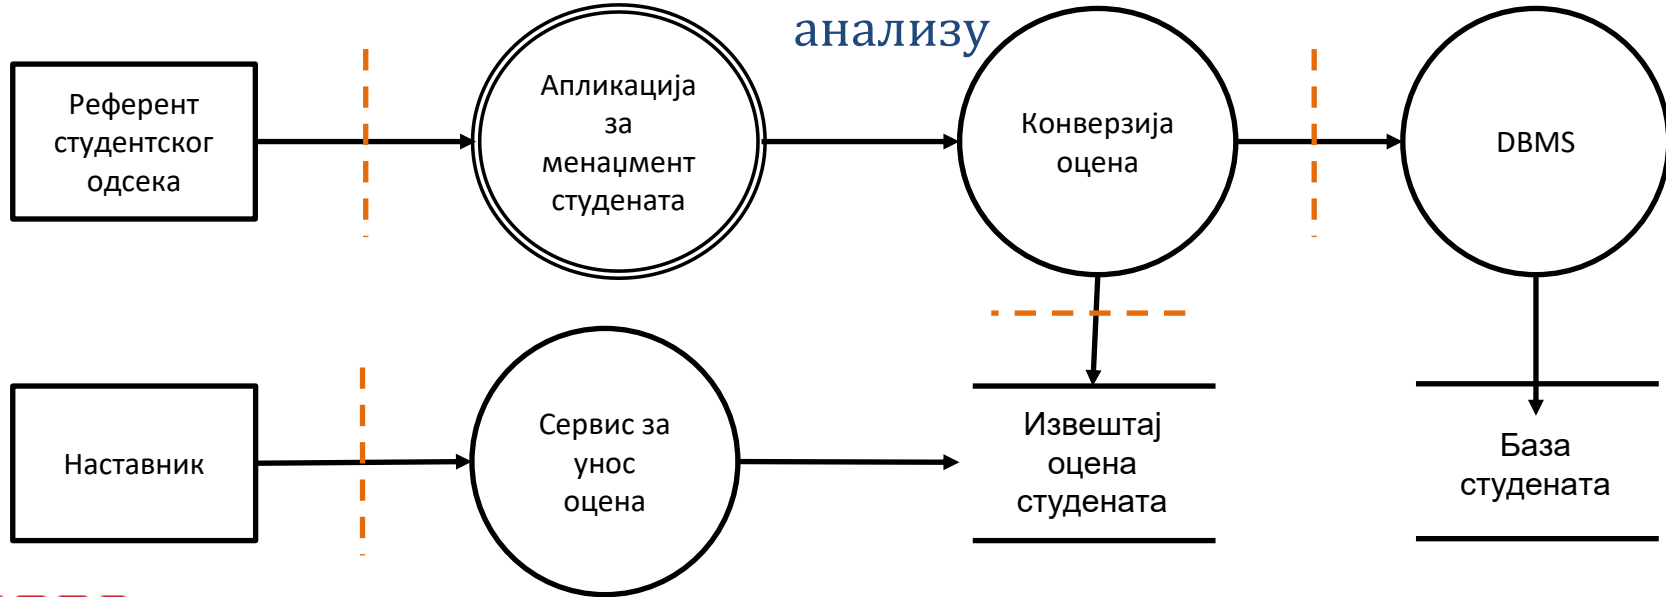 анализу
Референт
студентског
одсека
Апликација
за
менаџмент
студената
Конверзија
оцена
DBMS
Наставник
Сервис за
унос
оцена
Извештај
оцена
студената
База
студената